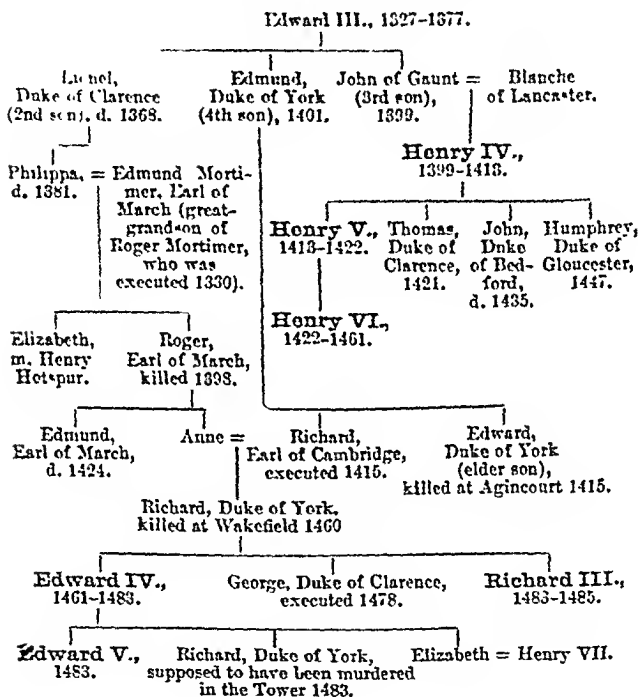 Edward III., 1327-1377.
Lionel,
Duke of Clarence
(2nd son), d. 1368.
Edmund,
Duke of York
(4th son), 1401.
John of Gaunt =
(3rd son),
1399.
Blanche
of Lancaster.
Henry IV.,
1399-1413.
Philippa, =
d. 1381.
Edmund Morti-
mer, Earl of
March (great-
grandson of
Roger Mortimer,
who was
executed 1330).
Henry V.,
1413-1422.
Thomas,
Duke of
Clarence,
1421.
John,
Duke
of Bed-
ford,
d. 1435.
Humphrey,
Duke of
Gloucester,
1447.
Henry VI.,
1422-1461.
Elizabeth,
m. Henry
Hotspur.
Roger,
Earl of March,
killed 1398.
Edmund,
Earl of March,
d. 1424.
Anne =
Richard,
Earl of Cambridge,
executed 1415.
Edward,
Duke of York
(elder son),
killed at Agincourt 1415.
Richard, Duke of York,
killed at Wakefield 1460
Edward IV.,
1461-1483.
George, Duke of Clarence,
executed 1478.
Richard III.,
1483-1485.
Edward V.,
1483.
Richard, Duke of York,
supposed to have been murdered
in the Tower 1483.
Elizabeth = Henry VII.